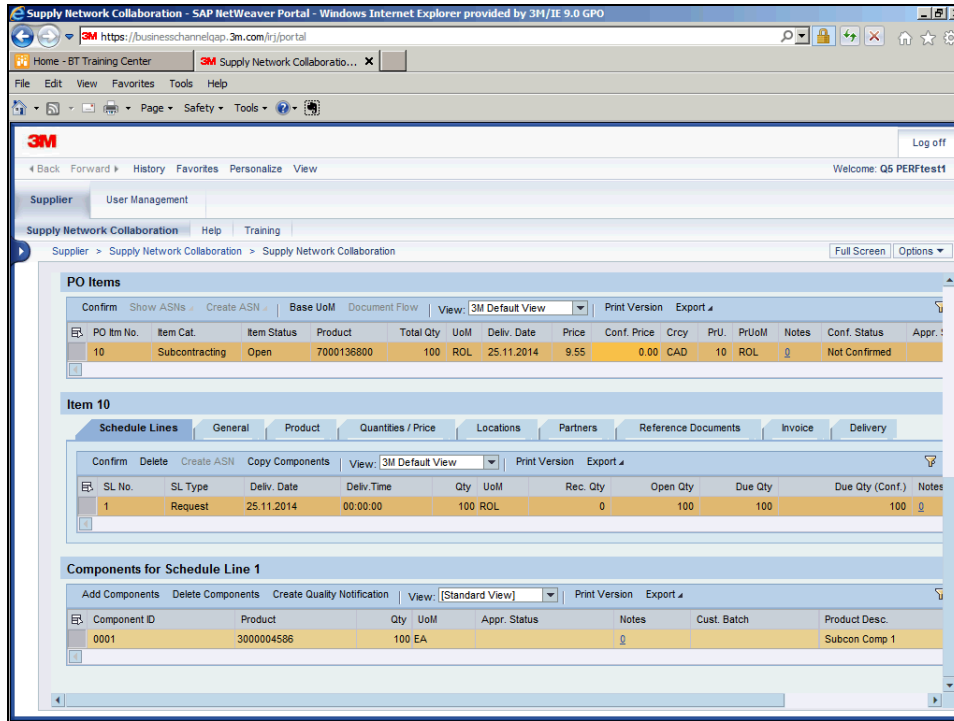 Supply Network Collaboration - SAP NetWeaver Portal - Windows Internet Explorer provided by 3M/IE 9.0 GPO
3M https://businesschannelqap.3m.com/irj/portal
Home - BT Training Center
3M Supply Network Collaboratio... X
File Edit View Favorites Tools Help
Page Safety Tools
3M
Log off
Back Forward History Favorites Personalize View
Welcome: Q5 PERFtest1
Supplier User Management
Supply Network Collaboration Help Training
Supplier > Supply Network Collaboration > Supply Network Collaboration
Full Screen Options
PO Items
Confirm Show ASNs Create ASN Base UoM Document Flow View: 3M Default View Print Version Export
PO Itm No. Item Cat. Item Status Product Total Qty UoM Deliv. Date Price Conf. Price Crcy PrU. PrUoM Notes Conf. Status Appr.
10 Subcontracting Open 7000136800 100 ROL 25.11.2014 9.55 0.00 CAD 10 ROL 0 Not Confirmed
Item 10
Schedule Lines General Product Quantities / Price Locations Partners Reference Documents Invoice Delivery
Confirm Delete Create ASN Copy Components View: 3M Default View Print Version Export
SL No. SL Type Deliv. Date Deliv.Time Qty UoM Rec. Qty Open Qty Due Qty Due Qty (Conf.) Notes
1 Request 25.11.2014 00:00:00 100 ROL 0 100 100 100 0
Components for Schedule Line 1
Add Components Delete Components Create Quality Notification View: [Standard View] Print Version Export
Component ID Product Qty UoM Appr. Status Notes Cust. Batch Product Desc.
0001 3000004586 100 EA 0 Subcon Comp 1